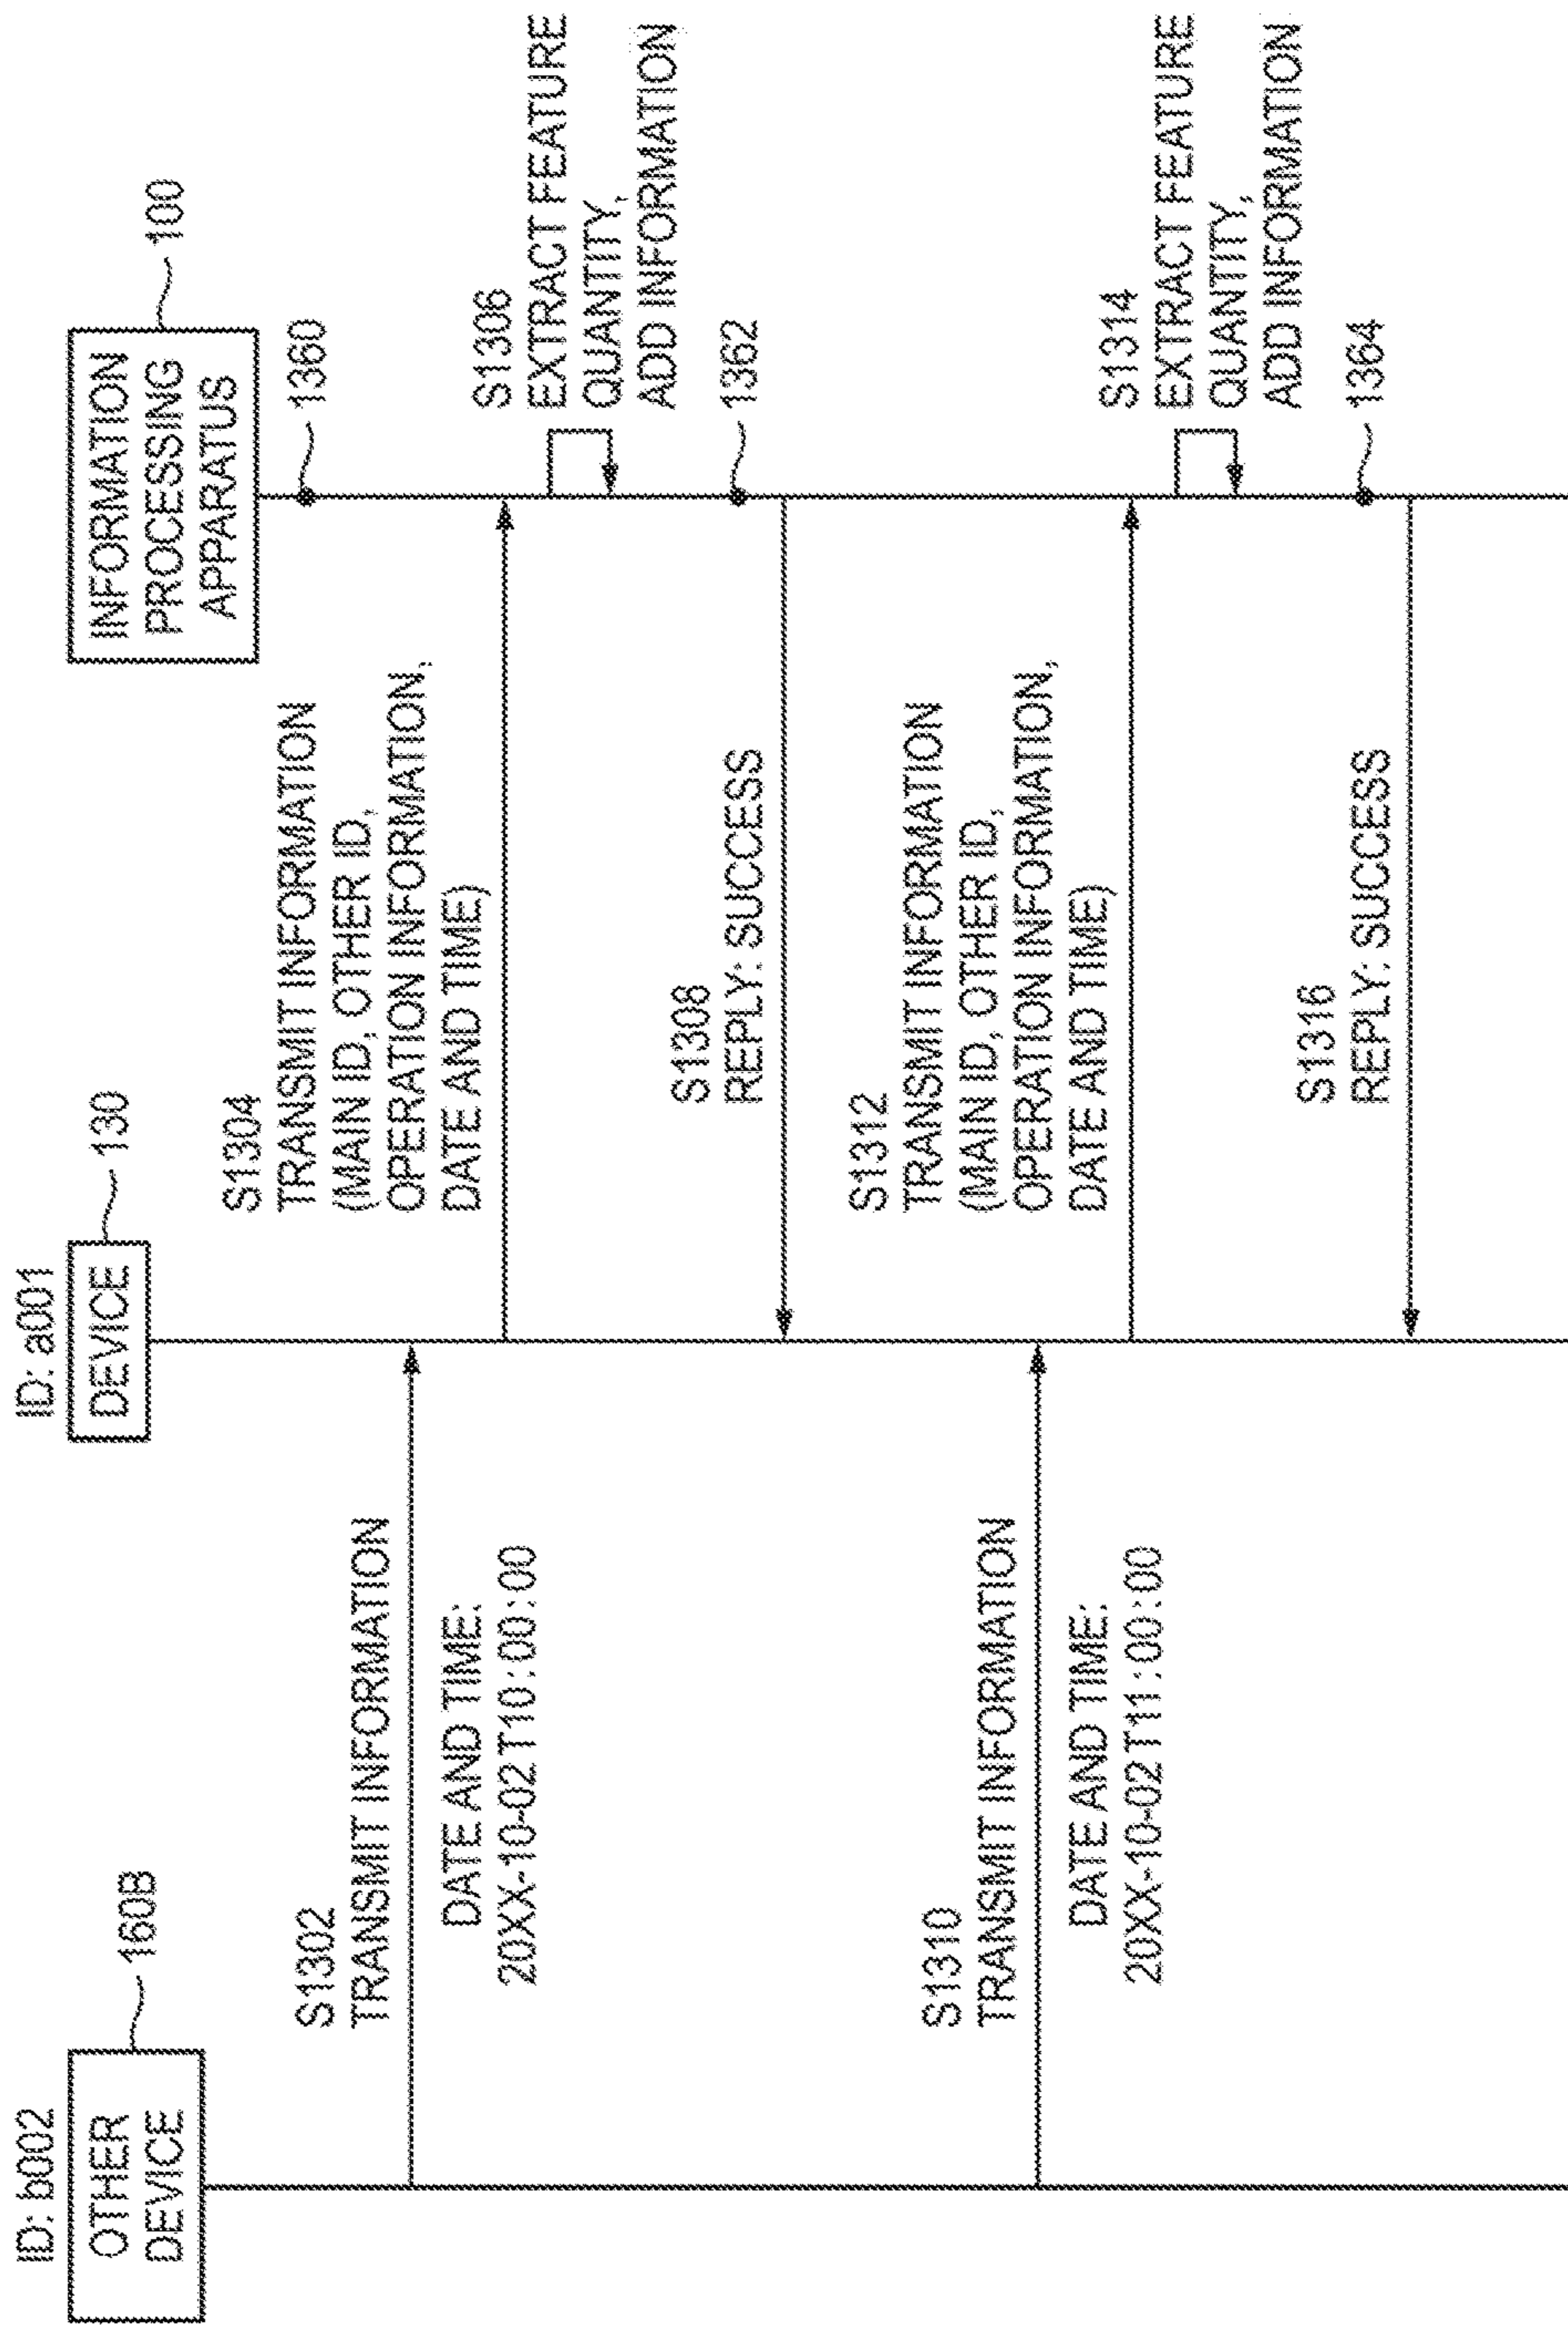 ID: b002
OTHER
DEVICE
160B
ID: a001
DEVICE
130
INFORMATION
PROCESSING
APPARATUS
100
1360
S1302
TRANSMIT INFORMATION
DATE AND TIME:
20XX-10-02T10:00:00
S1304
TRANSMIT INFORMATION
(MAIN ID, OTHER ID,
OPERATION INFORMATION,
DATE AND TIME)
S1306
EXTRACT FEATURE
QUANTITY,
ADD INFORMATION
1362
S1308
REPLY: SUCCESS
S1310
TRANSMIT INFORMATION
DATE AND TIME:
20XX-10-02T11:00:00
S1312
TRANSMIT INFORMATION
(MAIN ID, OTHER ID,
OPERATION INFORMATION,
DATE AND TIME)
S1314
EXTRACT FEATURE
QUANTITY,
ADD INFORMATION
1364
S1316
REPLY: SUCCESS